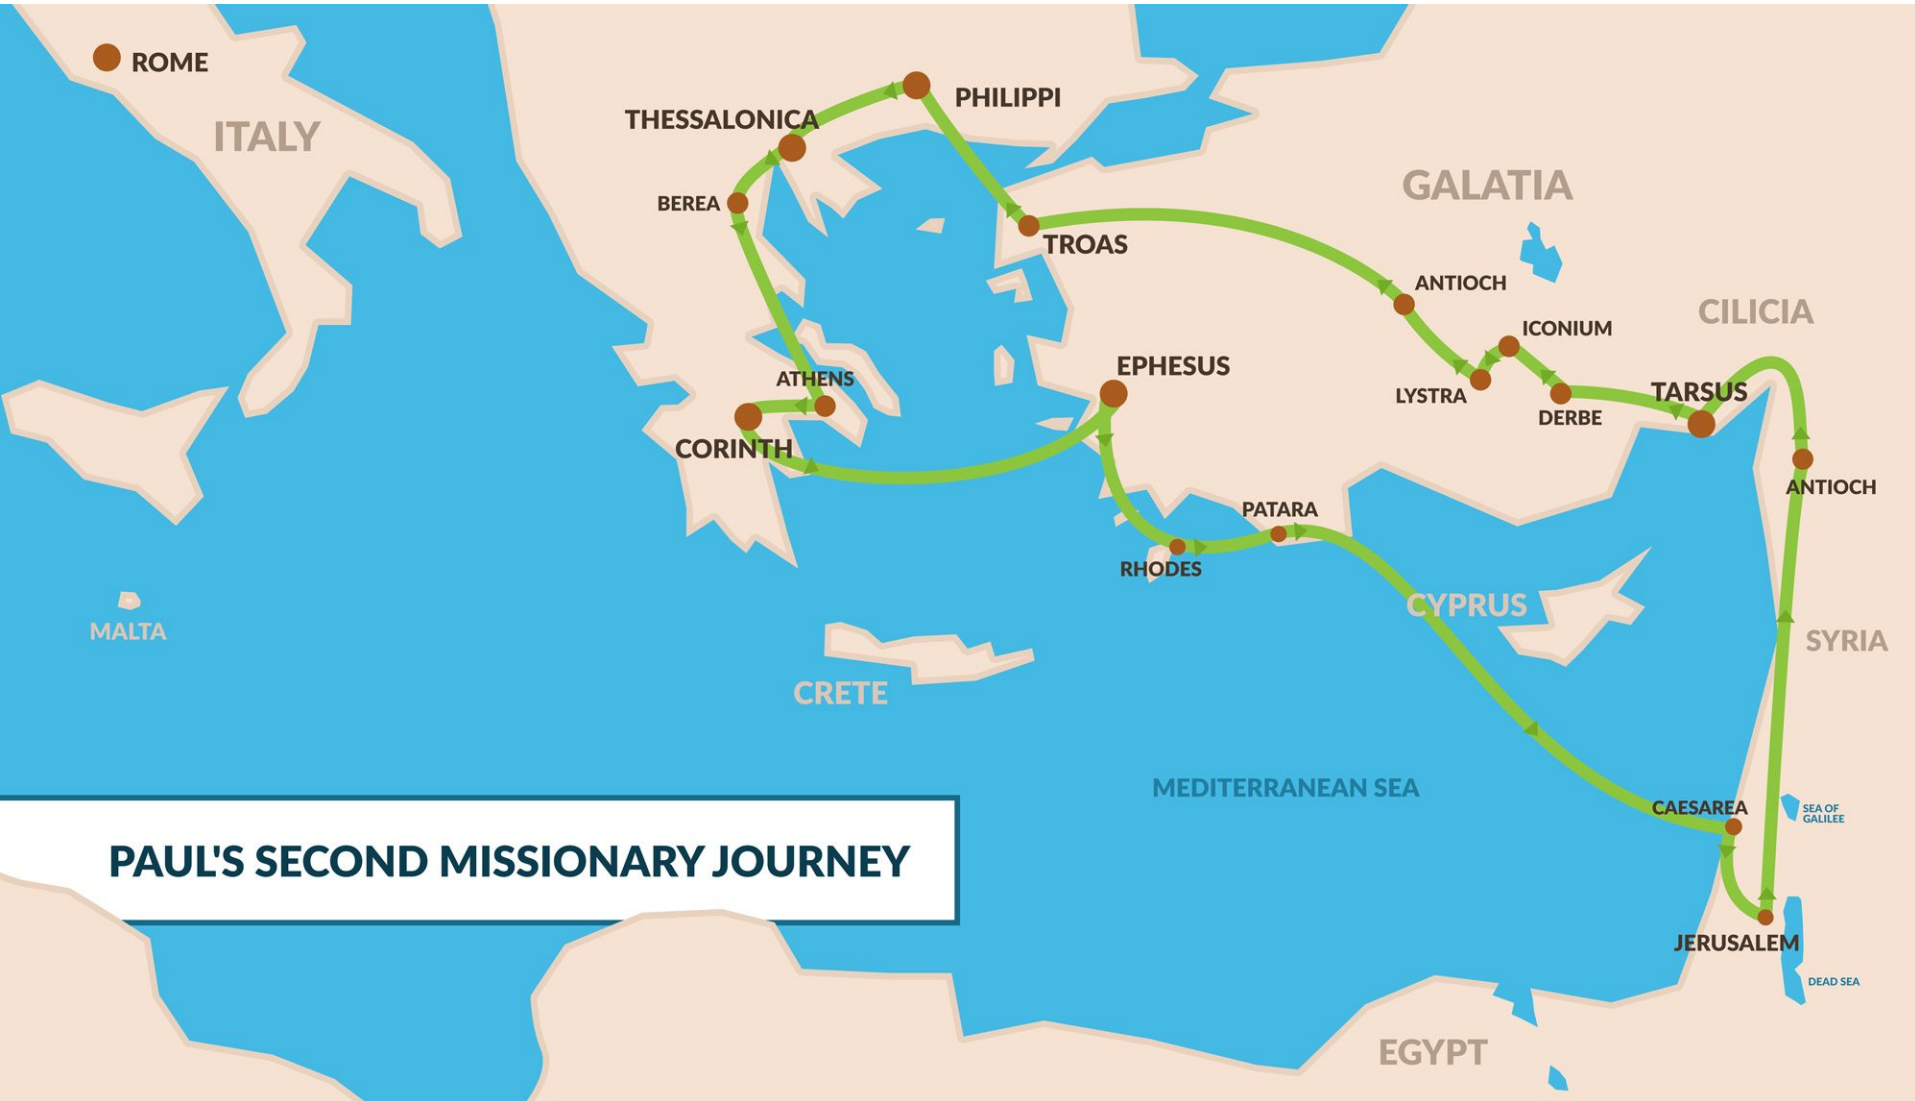 ROME
ITALY
PHILIPPI
THESSALONICA
BEREA
TROAS
GALATIA
ANTIOCH
CILICIA
ICONIUM
EPHESUS
ATHENS
LYSTRA
TARSUS
DERBE
CORINTH
ANTIOCH
PATARA
RHODES
CYPRUS
MALTA
SYRIA
CRETE
MEDITERRANEAN SEA
CAESAREA
SEA OF
GALILEE
PAUL'S SECOND MISSIONARY JOURNEY
JERUSALEM
DEAD SEA
EGYPT